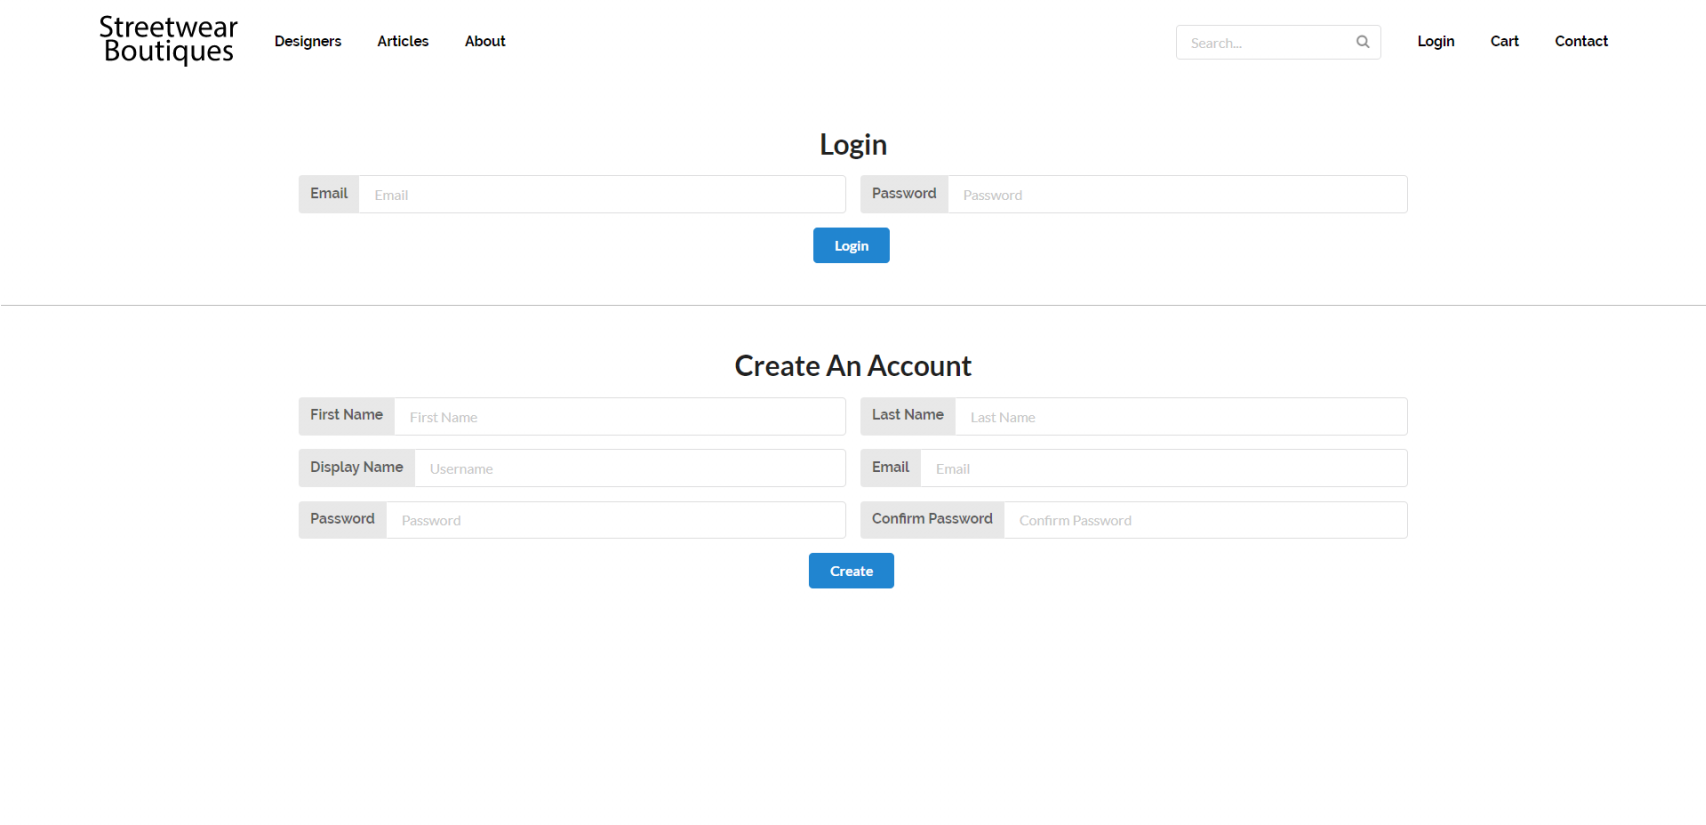 Streetwear
Boutiques
Designers Articles About Search... Login Cart Contact
Login
Email Email Password Password
Login
Create An Account
First Name First Name Last Name Last Name
Display Name Username Email Email
Password Password Confirm Password Confirm Password
Create